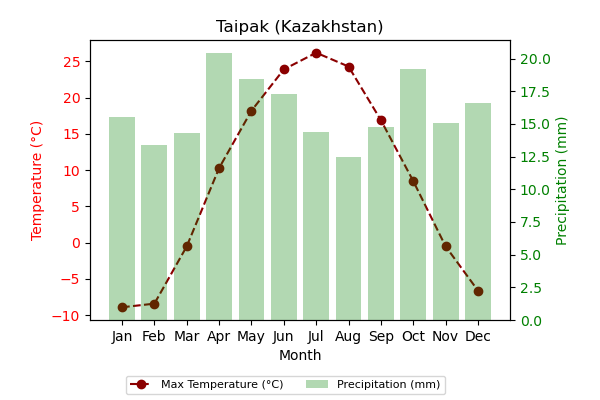 Taipak (Kazakhstan)
Temperature (°C)
25
20
15
10
5
0
−5
−10
20.0
17.5
15.0
12.5
10.0
7.5
5.0
2.5
0.0
Precipitation (mm)
Jan Feb Mar Apr May Jun Jul Aug Sep Oct Nov Dec
Month
Max Temperature (°C) Precipitation (mm)